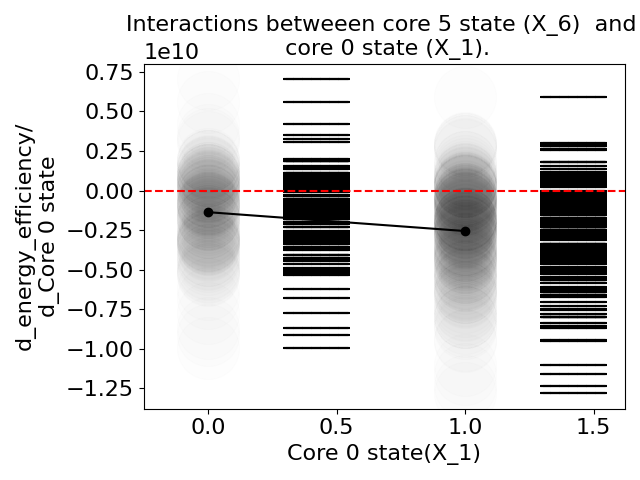 Interactions betweeen core 5 state (X_6)  and
core 0 state (X_1).
1e10
0.75
0.50
0.25
0.00
−0.25
−0.50
−0.75
−1.00
−1.25
d_energy_efficiency/
d_Core 0 state
0.0
0.5
1.0
1.5
Core 0 state(X_1)